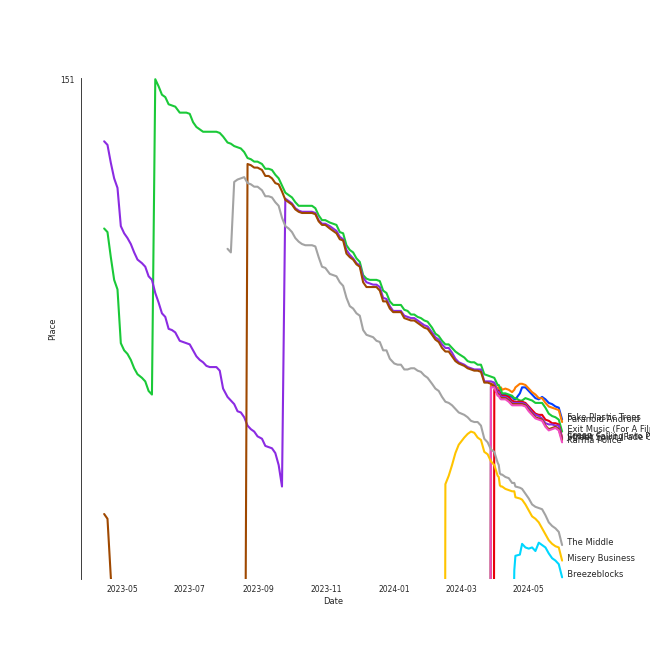 151
Place
Fake Plastic Trees
Paranoid Android
Exit Music (For A Fil
Karma Police
The Middle
Misery Business
Breezeblocks
2023-05
2023-07
2023-09
2023-11
2024-01
2024-03
2024-05
Date